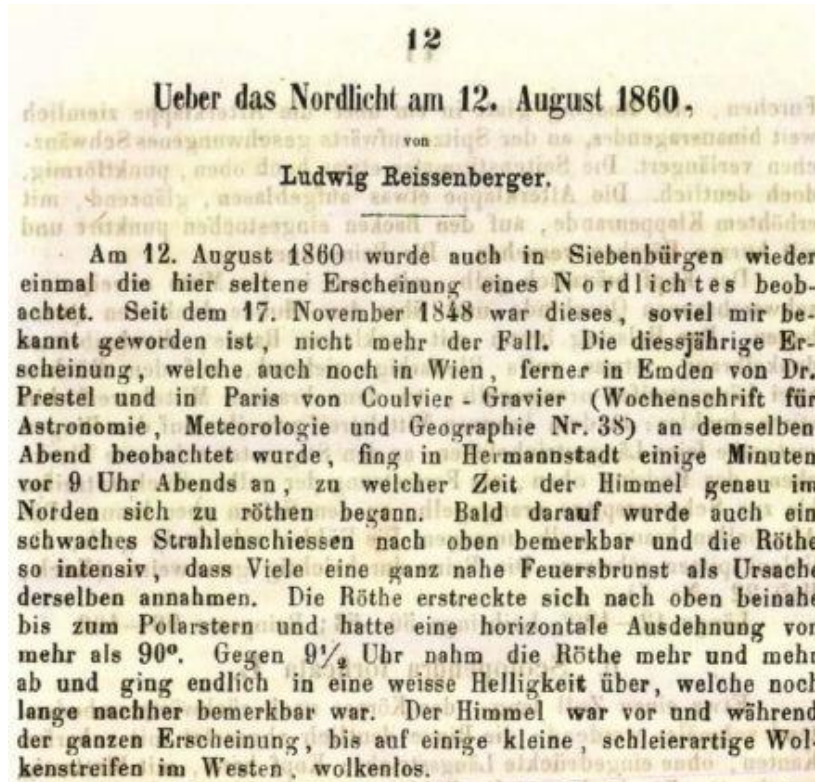 12
Ueber das Nordlicht am 12. August 1860,
von
Ludwig Reissenberger.
Am 12. August 1860 wurde auch in Siebenbürgen wieder
einmal die hier seltene Erscheinung eines Nordlichtes beob-
achtet. Seit dem 17. November 1848 war dieses, soviel mir be-
kannt geworden ist, nicht mehr der Fall. Die diessjährige Er-
scheinung, welche auch noch in Wien, ferner in Emden von Dr.
Prestel und in Paris von Coulvier-Gravier (Wochenschrift für
Astronomie, Meteorologie und Geographie Nr. 38) an demselben
Abend beobachtet wurde, fing in Hermannstadt einige Minuten
vor 9 Uhr Abends an, zu welcher Zeit der Himmel genau im
Norden sich zu röthen begann. Bald darauf wurde auch ein
schwaches Strahlenschiessen nach oben bemerkbar und die Röthe
so intensiv, dass Viele eine ganz nahe Feuersbrunst als Ursache
derselben annahmen. Die Röthe erstreckte sich nach oben beinahe
bis zum Polarstern und hatte eine horizontale Ausdehnung von
mehr als 90°. Gegen 9½ Uhr nahm die Röthe mehr und mehr
ab und ging endlich in eine weisse Helligkeit über, welche noch
lange nachher bemerkbar war. Der Himmel war vor und während
der ganzen Erscheinung, bis auf einige kleine, schleierartige Wol-
kenstreifen im Westen, wolkenlos.